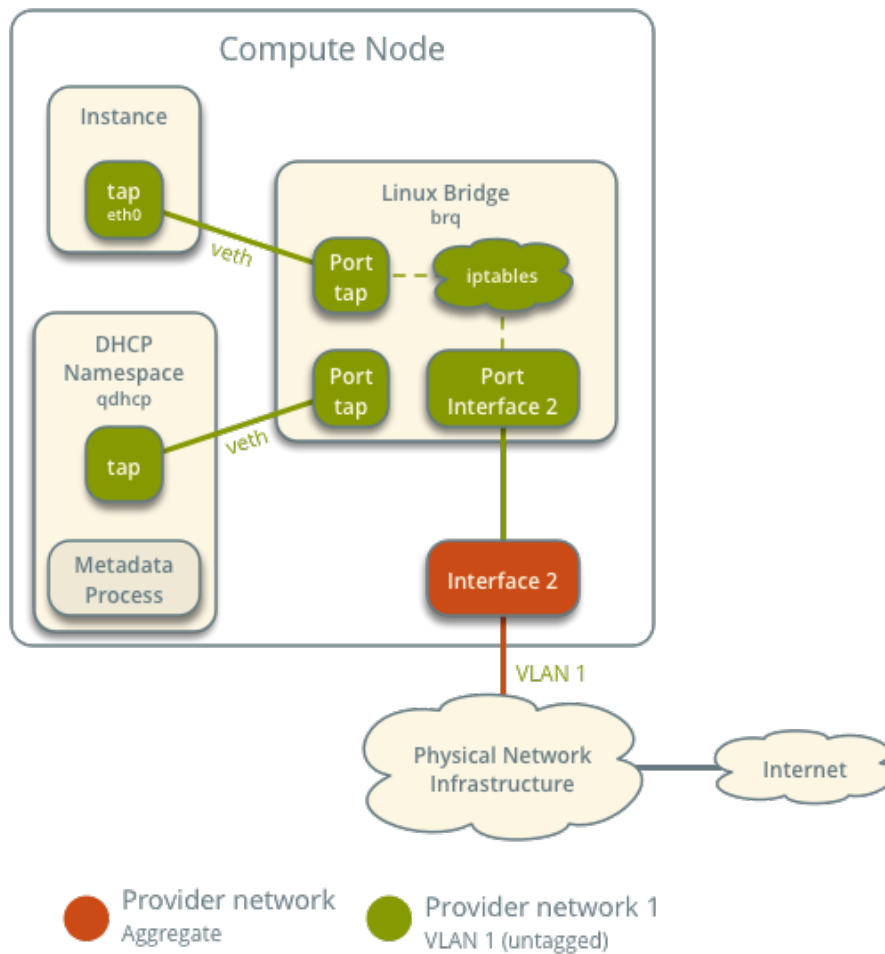 Compute Node
Instance
tap
eth0
veth
Linux Bridge
brq
Port
tap
iptables
DHCP
Namespace
qdhcp
tap
veth
Port
tap
Port
Interface 2
Metadata
Process
Interface 2
VLAN 1
Physical Network
Infrastructure
Internet
Provider network
Aggregate
Provider network 1
VLAN 1 (untagged)